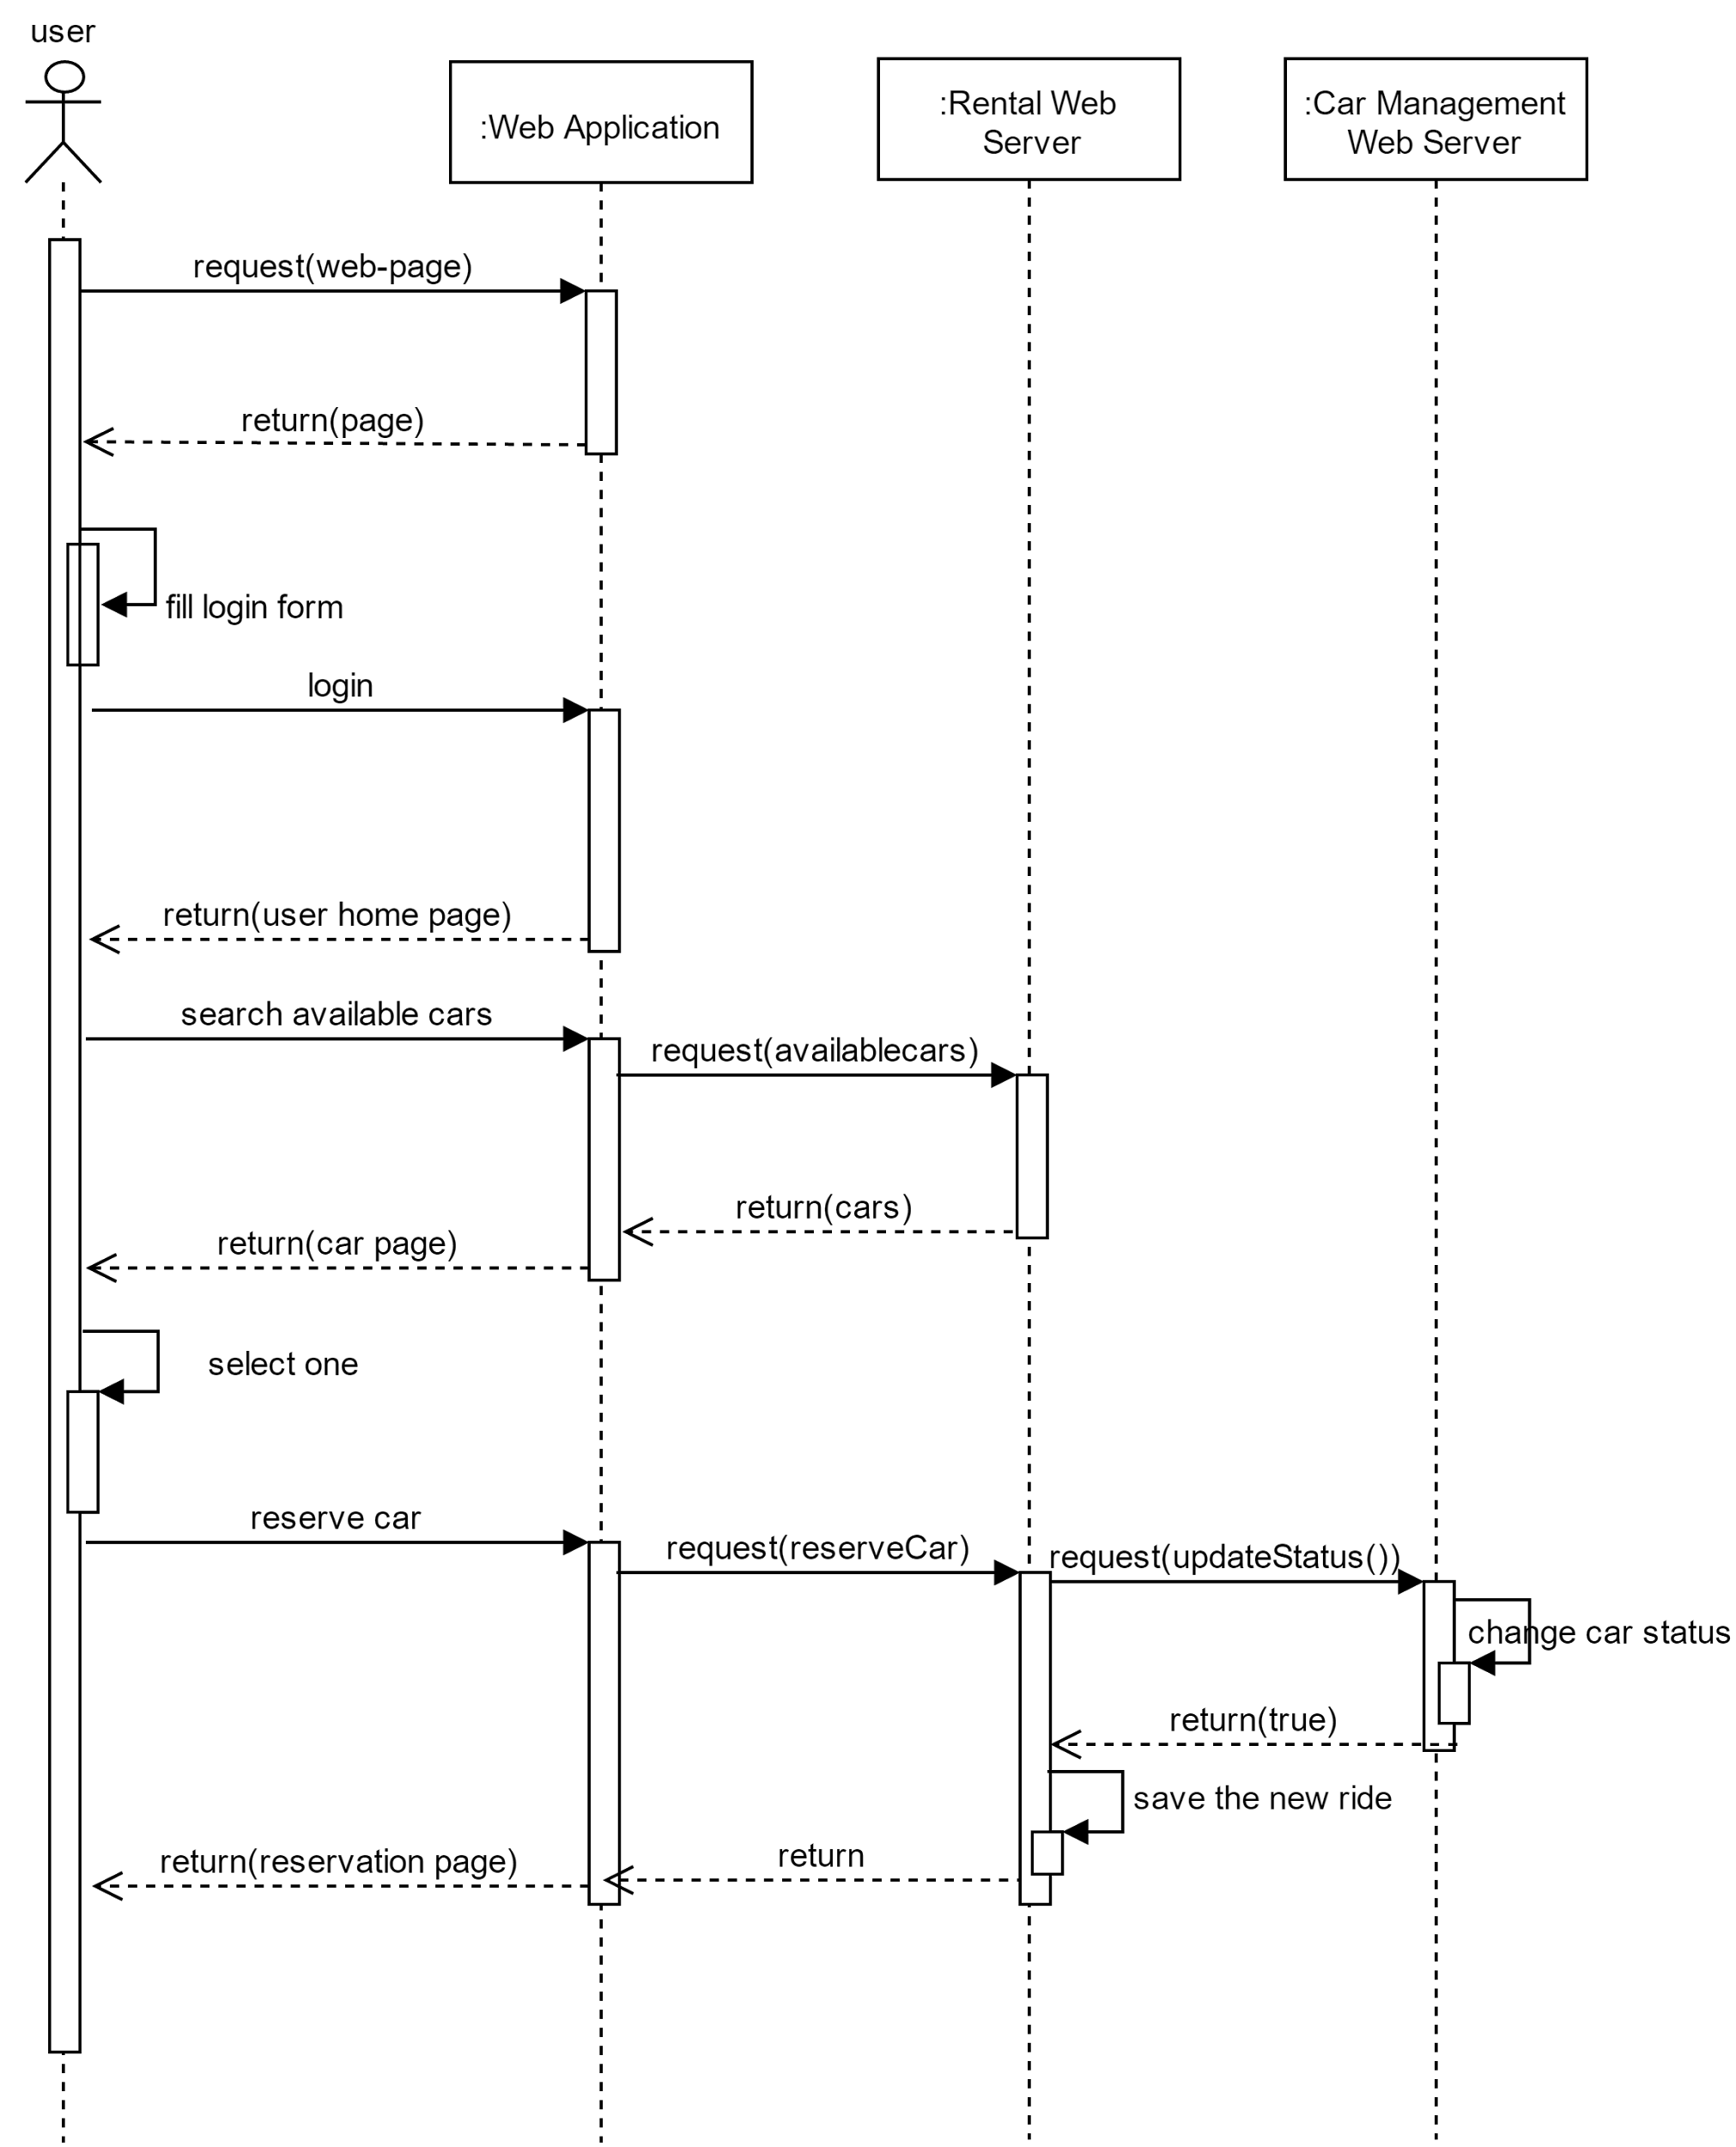 user
:Web Application
:Rental Web
Server
:Car Management
Web Server
request(web-page)
return(page)
fill login form
login
return(user home page)
search available cars
request(availablecars)
return(cars)
return(car page)
select one
reserve car
request(reserveCar)
request(updateStatus())
change car status
return(true)
save the new ride
return
return(reservation page)